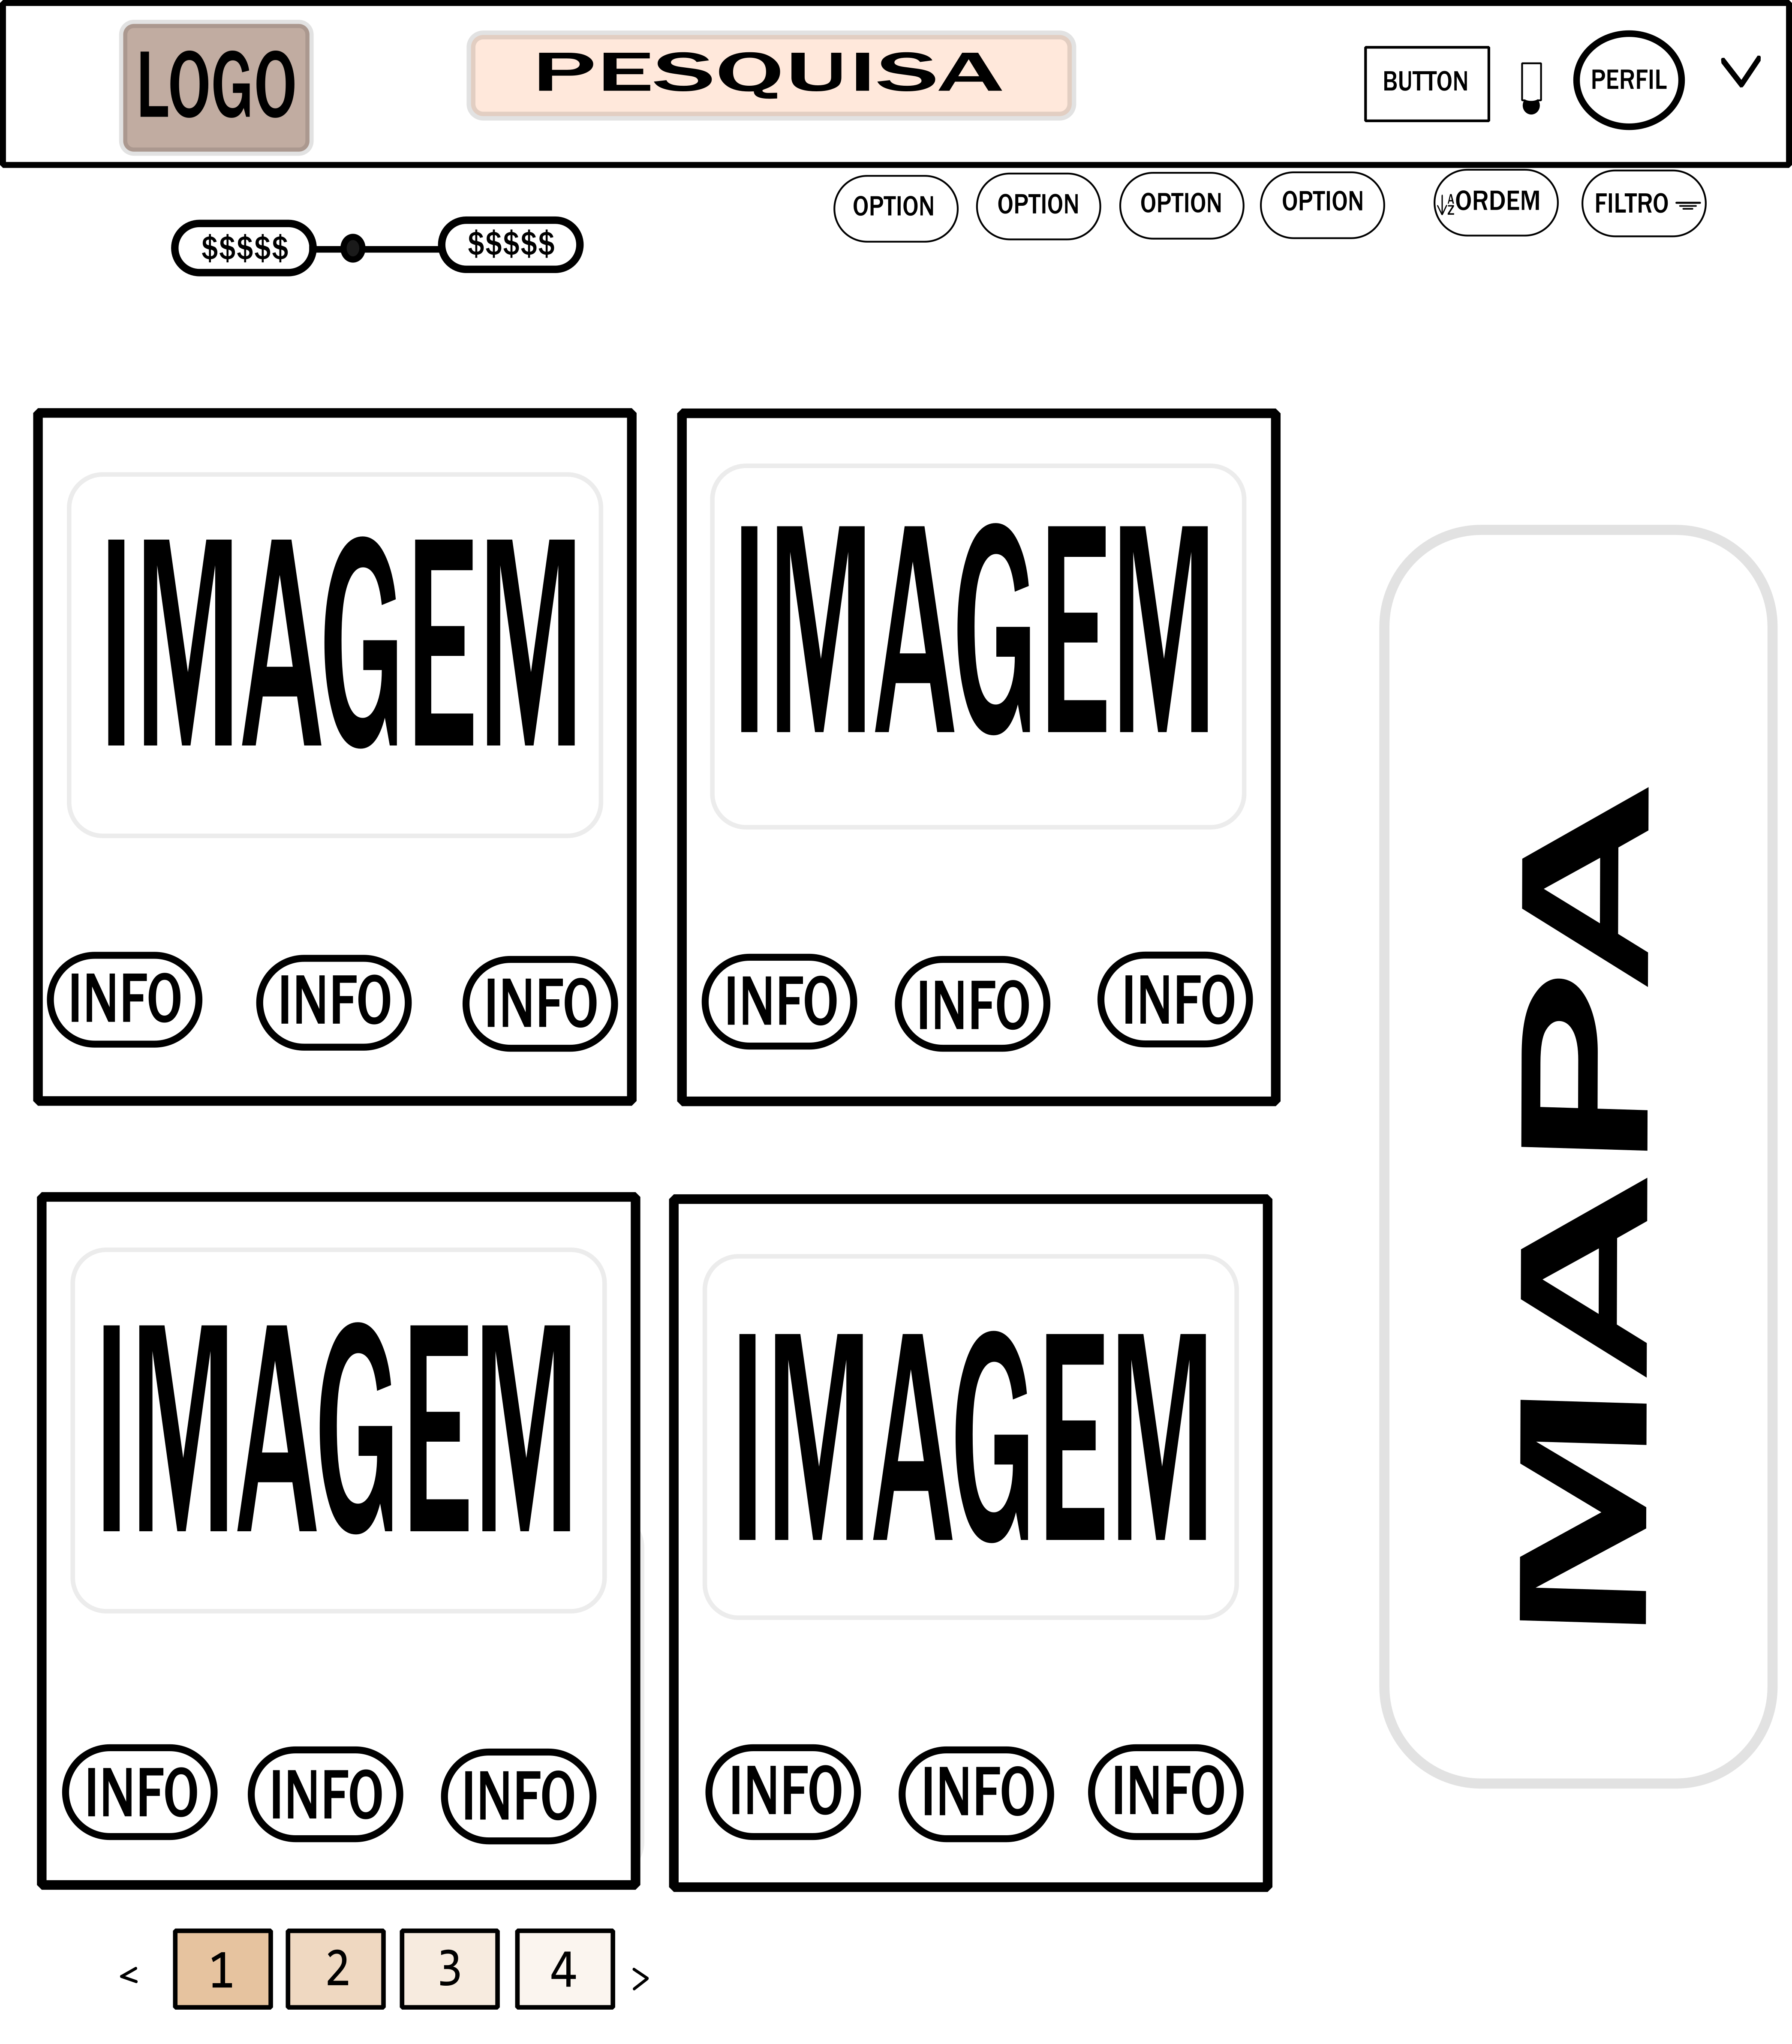 LOGO
PESQUISA
BUTTON
PERFIL
OPTION
OPTION
OPTION
OPTION
AZ ORDEM
FILTRO
$$$$$
$$$$$
IMAGEM
IMAGEM
INFO
INFO
INFO
INFO
INFO
INFO
MAPA
IMAGEM
IMAGEM
INFO
INFO
INFO
INFO
INFO
INFO
< 1 2 3 4 >